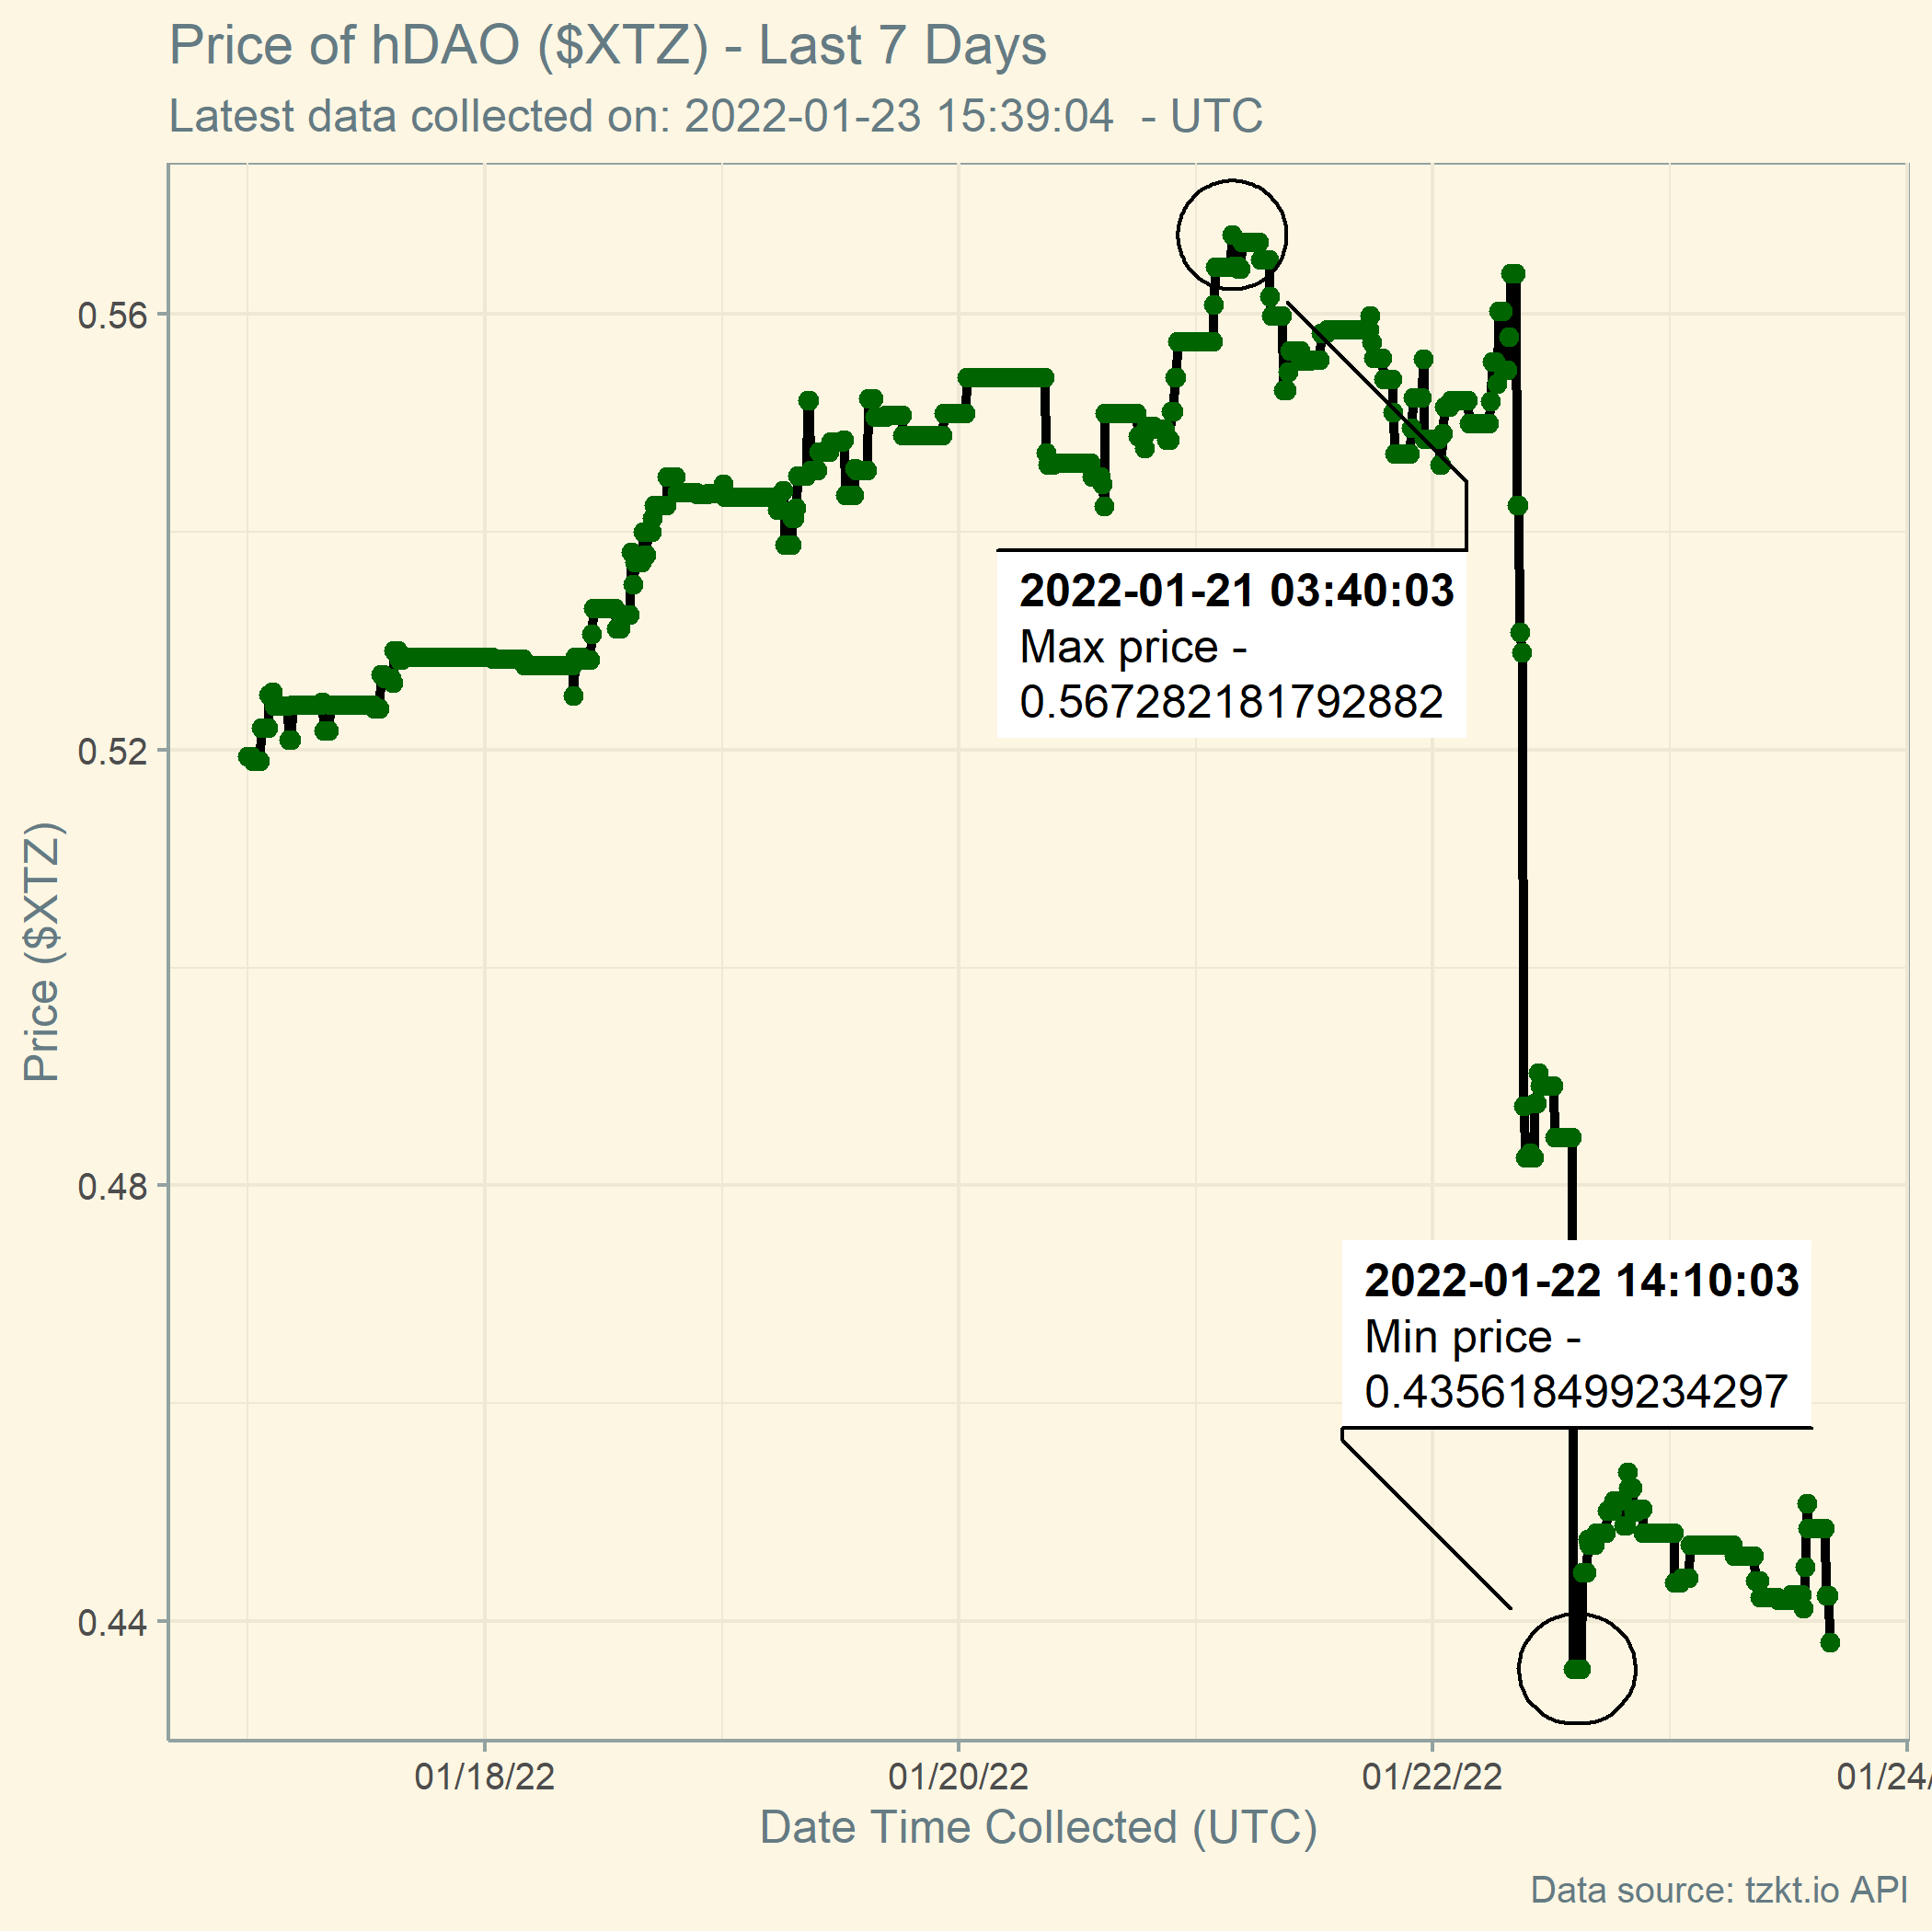 Price of hDAO ($XTZ) - Last 7 Days
Latest data collected on: 2022-01-23 15:39:04  - UTC
Price ($XTZ)
0.56
0.52
0.48
0.44
2022-01-21 03:40:03
Max price -
0.567282181792882
2022-01-22 14:10:03
Min price -
0.435618499234297
01/18/22
01/20/22
01/22/22
01/24/
Date Time Collected (UTC)
Data source: tzkt.io API